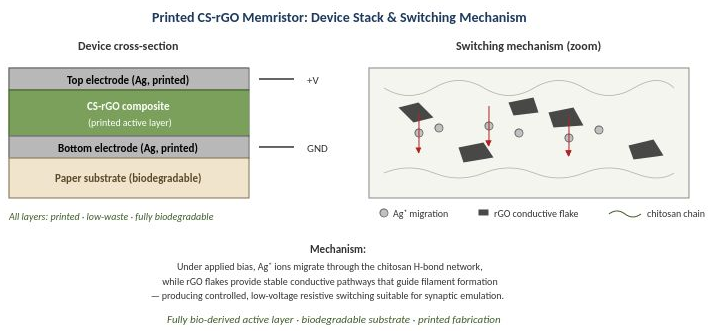 Printed CS-rGO Memristor: Device Stack & Switching Mechanism
Device cross-section
Switching mechanism (zoom)
Top electrode (Ag, printed)
+V
CS-rGO composite
(printed active layer)
Bottom electrode (Ag, printed)
GND
Paper substrate (biodegradable)
All layers: printed · low-waste · fully biodegradable
Ag⁺ migration
rGO conductive flake
chitosan chain
Mechanism:
Under applied bias, Ag⁺ ions migrate through the chitosan H-bond network,
while rGO flakes provide stable conductive pathways that guide filament formation
— producing controlled, low-voltage resistive switching suitable for synaptic emulation.
Fully bio-derived active layer · biodegradable substrate · printed fabrication